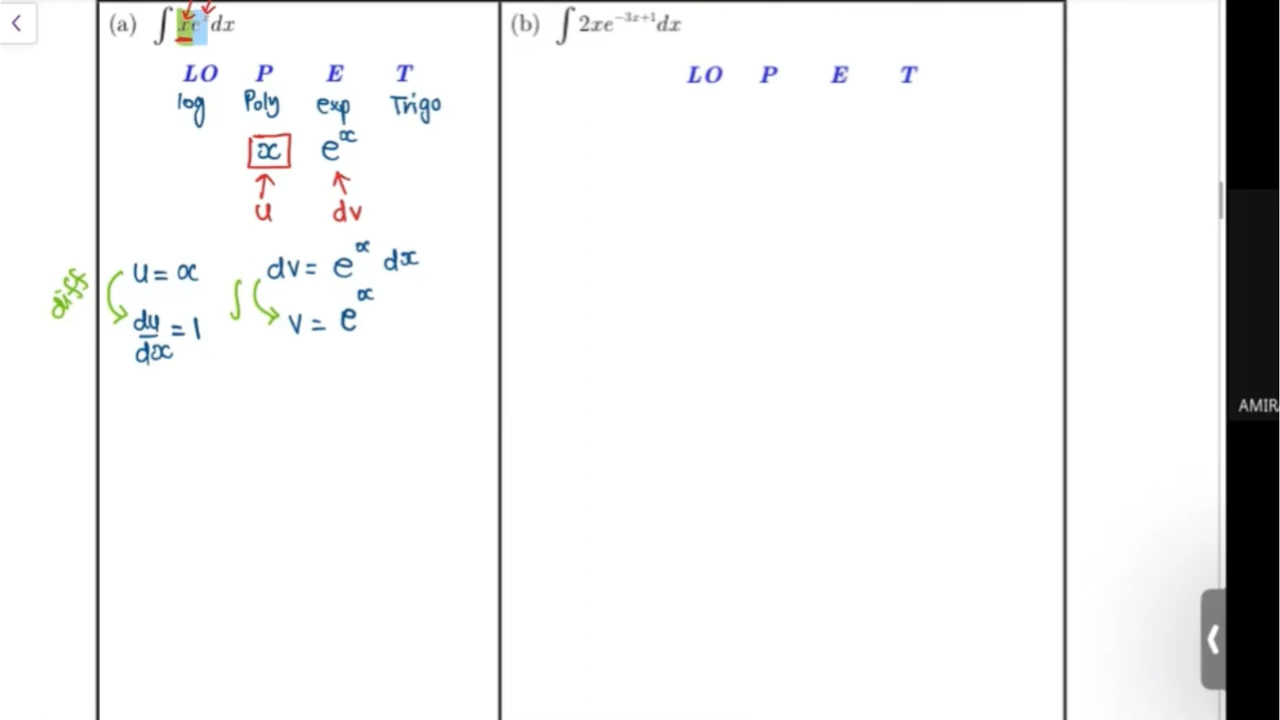 (a) ∫ xeˣ dx
LO P E T
log Poly exp Trigo
x eˣ
u dv
diff u = x ∫ dv = eˣ dx
du/dx = 1 v = eˣ
(b) ∫ 2xe⁻³ˣ⁺¹ dx
LO P E T
AMIRA